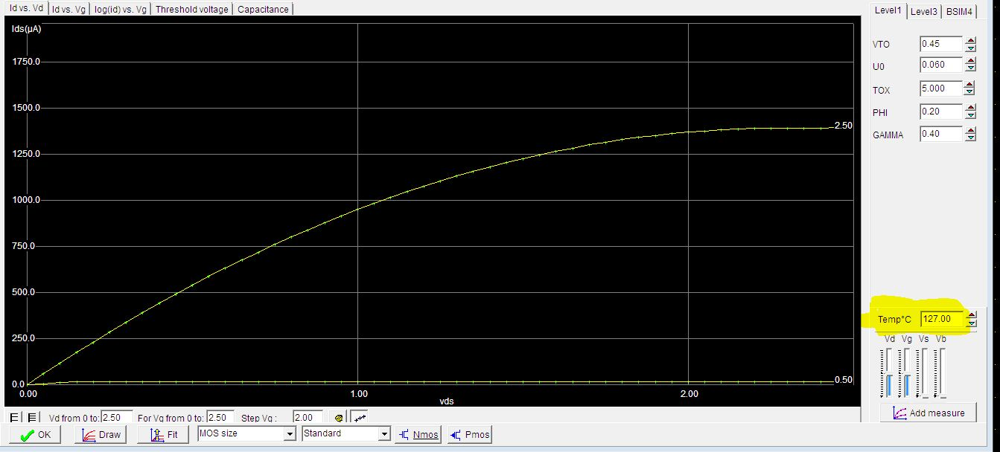 Id vs. Vd Id vs. Vg log(id) vs. Vg Threshold voltage Capacitance
Level1 Level3 BSIM4
Ids(µA)
1750.0
1500.0
1250.0
1000.0
750.0
500.0
250.0
0.0
2.50
0.50
0.00 1.00 2.00
vds
VTO 0.45
U0 0.060
TOX 5.000
PHI 0.20
GAMMA 0.40
Temp°C 127.00
Vd Vg Vs Vb
Add measure
Vd from 0 to: 2.50 For Vg from 0 to: 2.50 Step Vg : 2.00
OK Draw Fit MOS size Standard Nmos Pmos